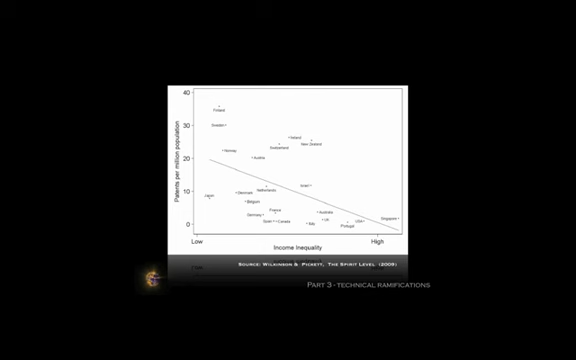 40
Finland
30
Sweden
Ireland
New Zealand
Switzerland
Norway
Austria
20
Patents per million population
10
Japan
Denmark
Netherlands
Israel
Belgium
France
Australia
Germany
Spain
Canada
Italy
UK
Portugal
USA
Singapore
0
Low
High
Income Inequality
Source: Wilkinson & Pickett, The Spirit Level (2009)
Part 3 - technical ramifications